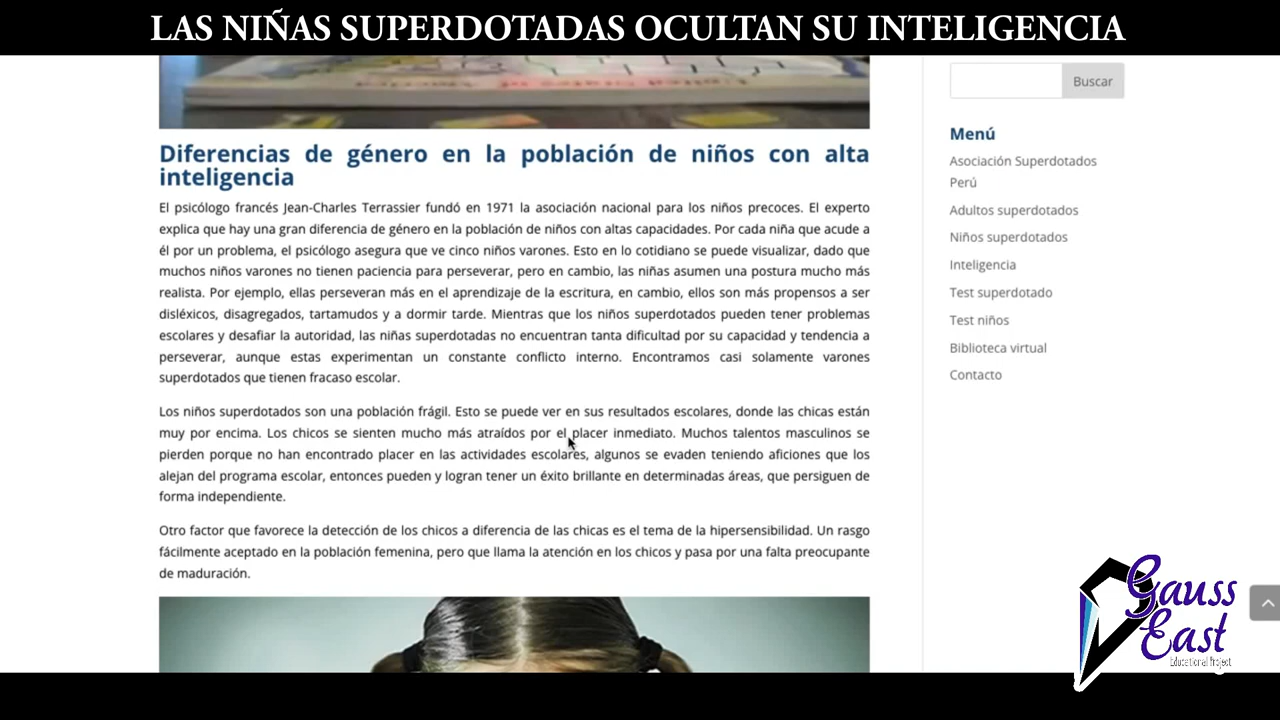 LAS NIÑAS SUPERDOTADAS OCULTAN SU INTELIGENCIA
Diferencias de género en la población de niños con alta
inteligencia
El psicólogo francés Jean-Charles Terrassier fundó en 1971 la asociación nacional para los niños precoces. El experto
explica que hay una gran diferencia de género en la población de niños con altas capacidades. Por cada niña que acude a
él por un problema, el psicólogo asegura que ve cinco niños varones. Esto en lo cotidiano se puede visualizar, dado que
muchos niños varones no tienen paciencia para perseverar, pero en cambio, las niñas asumen una postura mucho más
realista. Por ejemplo, ellas perseveran más en el aprendizaje de la escritura, en cambio, ellos son más propensos a ser
disléxicos, disagregados, tartamudos y a dormir tarde. Mientras que los niños superdotados pueden tener problemas
escolares y desafiar la autoridad, las niñas superdotadas no encuentran tanta dificultad por su capacidad y tendencia a
perseverar, aunque estas experimentan un constante conflicto interno. Encontramos casi solamente varones
superdotados que tienen fracaso escolar.
Los niños superdotados son una población frágil. Esto se puede ver en sus resultados escolares, donde las chicas están
muy por encima. Los chicos se sienten mucho más atraídos por el placer inmediato. Muchos talentos masculinos se
pierden porque no han encontrado placer en las actividades escolares, algunos se evaden teniendo aficiones que los
alejan del programa escolar, entonces pueden y logran tener un éxito brillante en determinadas áreas, que persiguen de
forma independiente.
Otro factor que favorece la detección de los chicos a diferencia de las chicas es el tema de la hipersensibilidad. Un rasgo
fácilmente aceptado en la población femenina, pero que llama la atención en los chicos y pasa por una falta preocupante
de maduración.
Buscar
Menú
Asociación Superdotados
Perú
Adultos superdotados
Niños superdotados
Inteligencia
Test superdotado
Test niños
Biblioteca virtual
Contacto
Gauss
East
Educational Project